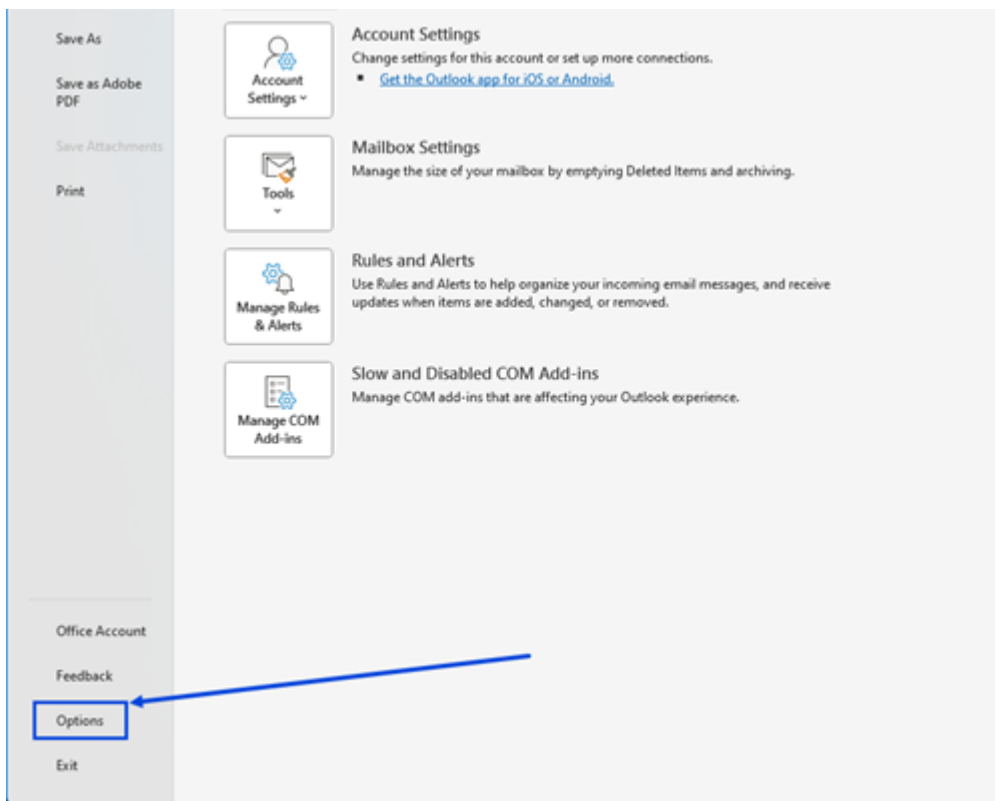 Save As
Save as Adobe
PDF
Save Attachments
Print
Office Account
Feedback
Options
Exit
Account
Settings
Account Settings
Change settings for this account or set up more connections.
Get the Outlook app for iOS or Android.
Tools
Mailbox Settings
Manage the size of your mailbox by emptying Deleted Items and archiving.
Manage Rules
& Alerts
Rules and Alerts
Use Rules and Alerts to help organize your incoming email messages, and receive
updates when items are added, changed, or removed.
Manage COM
Add-ins
Slow and Disabled COM Add-ins
Manage COM add-ins that are affecting your Outlook experience.